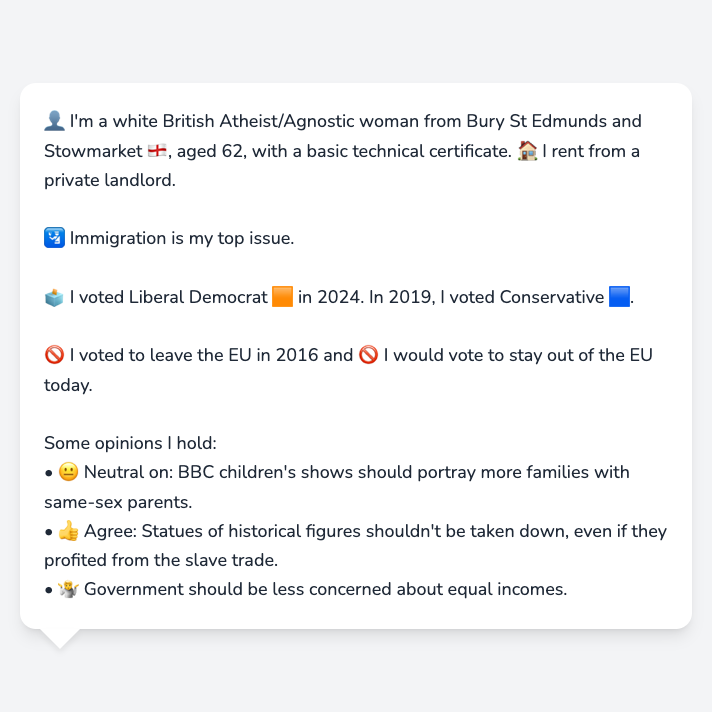 👤 I'm a white British Atheist/Agnostic woman from Bury St Edmunds and
Stowmarket 🏴󠁧󠁢󠁥󠁮󠁧󠁿, aged 62, with a basic technical certificate. 🏠 I rent from a
private landlord.
🛂 Immigration is my top issue.
🗳️ I voted Liberal Democrat 🟧 in 2024. In 2019, I voted Conservative 🟦.
🚫 I voted to leave the EU in 2016 and 🚫 I would vote to stay out of the EU
today.
Some opinions I hold:
• 😐 Neutral on: BBC children's shows should portray more families with
same-sex parents.
• 👍 Agree: Statues of historical figures shouldn't be taken down, even if they
profited from the slave trade.
• 🤷 Government should be less concerned about equal incomes.